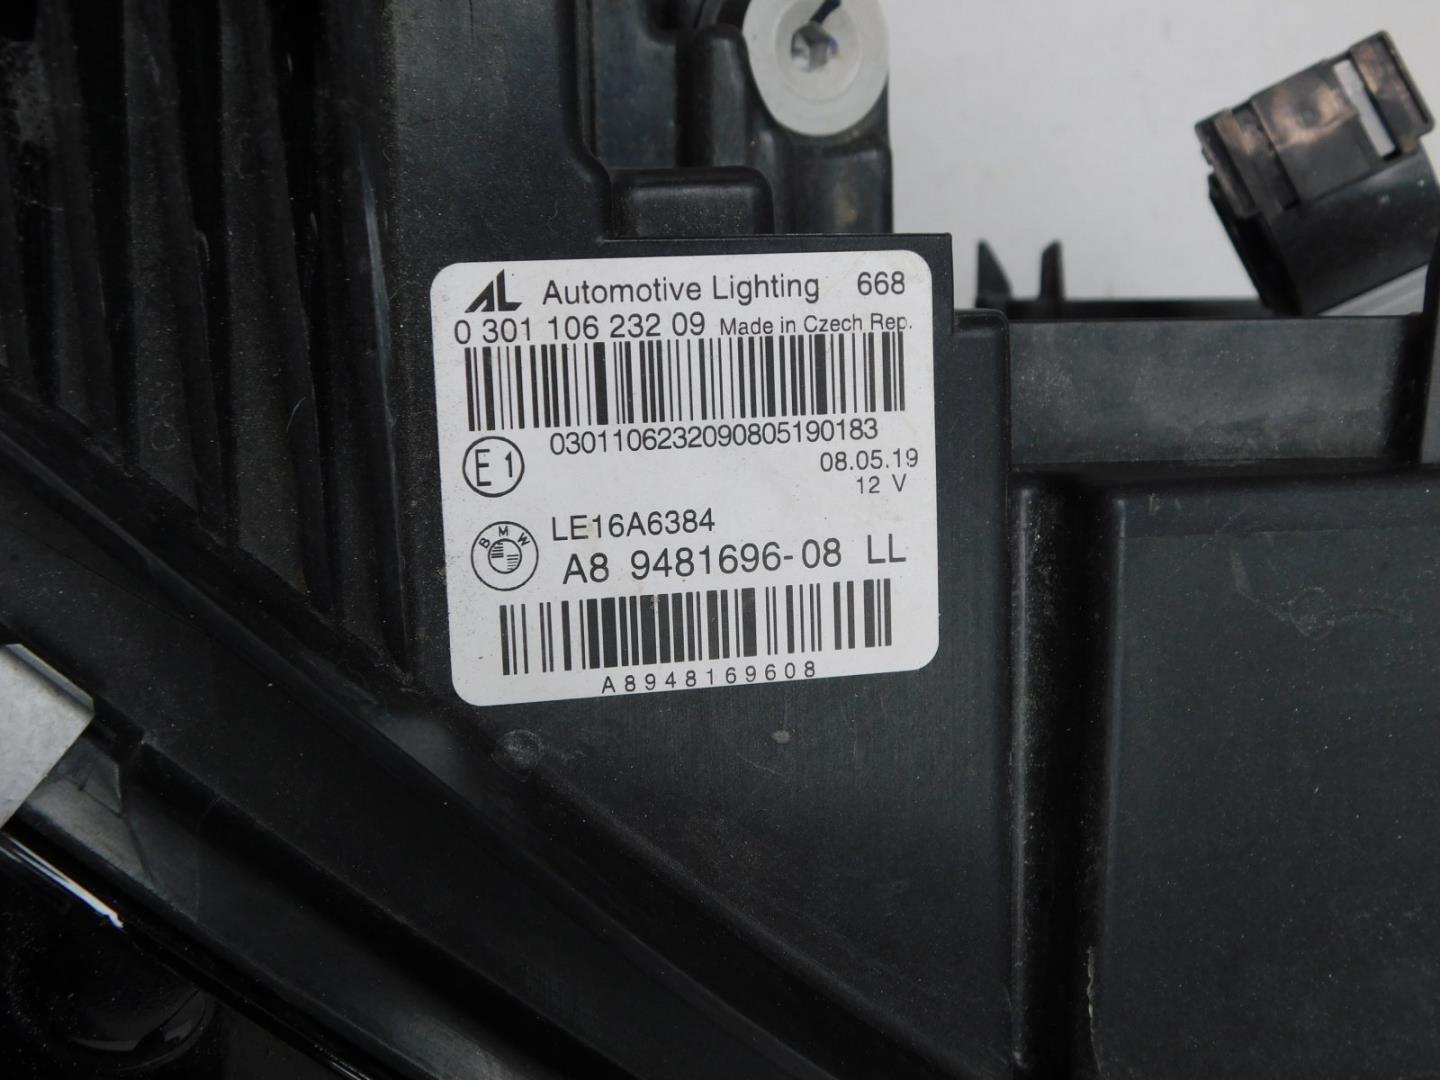 AL Automotive Lighting 668
0 301 106 232 09 Made in Czech Rep.
0301106232090805190183
E1
08.05.19
12 V
LE16A6384
BMW
A8 9481696-08 LL
A8948169608